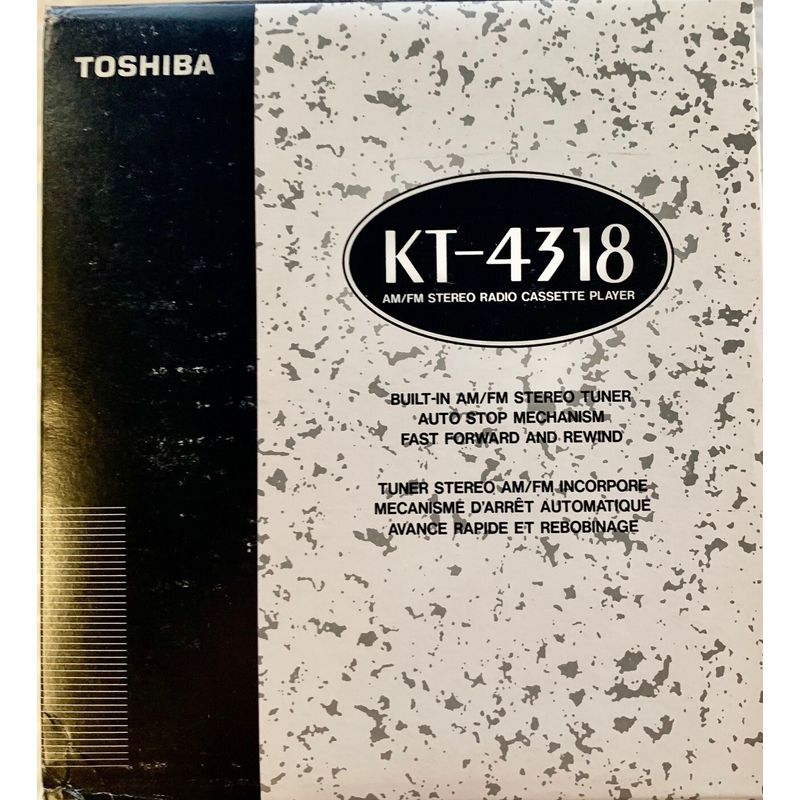 TOSHIBA
KT-4318
AM/FM STEREO RADIO CASSETTE PLAYER
BUILT-IN AM/FM STEREO TUNER
AUTO STOP MECHANISM
FAST FORWARD AND REWIND
TUNER STEREO AM/FM INCORPORE
MECANISME D'ARRÊT AUTOMATIQUE
AVANCE RAPIDE ET REBOBINAGE